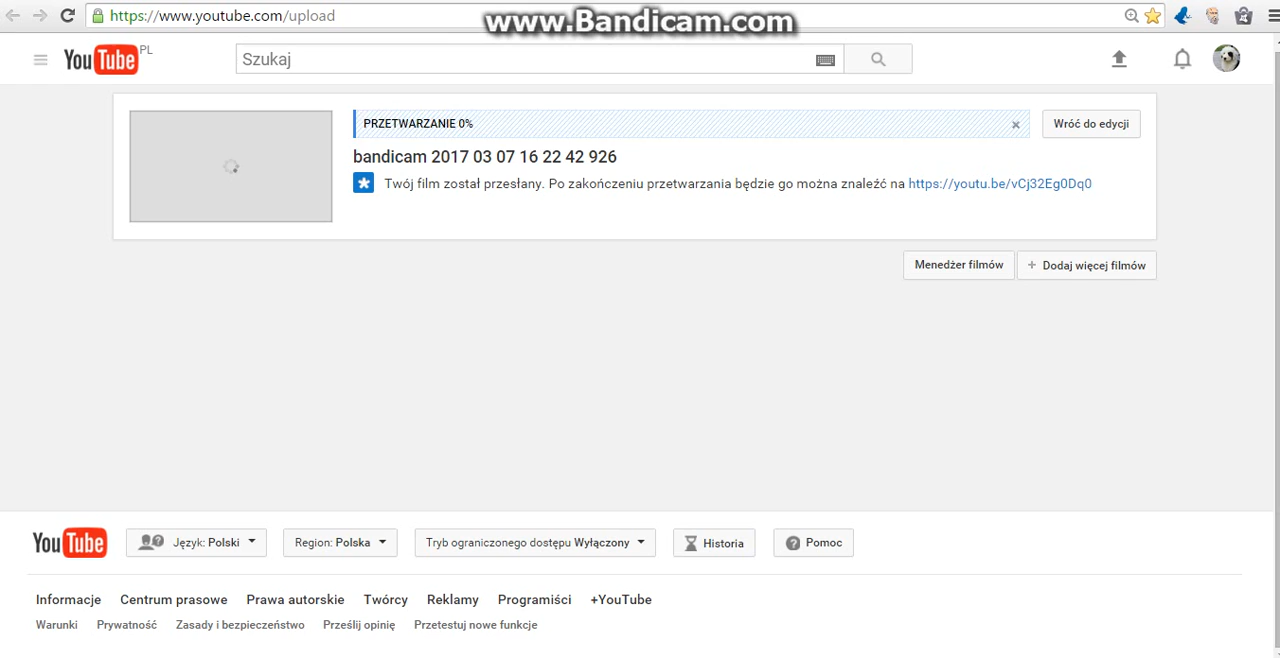 https://www.youtube.com/upload
www.Bandicam.com
YouTube PL
Szukaj
PRZETWARZANIE 0%
Wróć do edycji
bandicam 2017 03 07 16 22 42 926
Twój film został przesłany. Po zakończeniu przetwarzania będzie go można znaleźć na https://youtu.be/vCj32Eg0Dq0
Menedżer filmów
+ Dodaj więcej filmów
YouTube
Język: Polski
Region: Polska
Tryb ograniczonego dostępu Wyłączony
Historia
Pomoc
Informacje Centrum prasowe Prawa autorskie Twórcy Reklamy Programiści +YouTube
Warunki Prywatność Zasady i bezpieczeństwo Prześlij opinię Przetestuj nowe funkcje